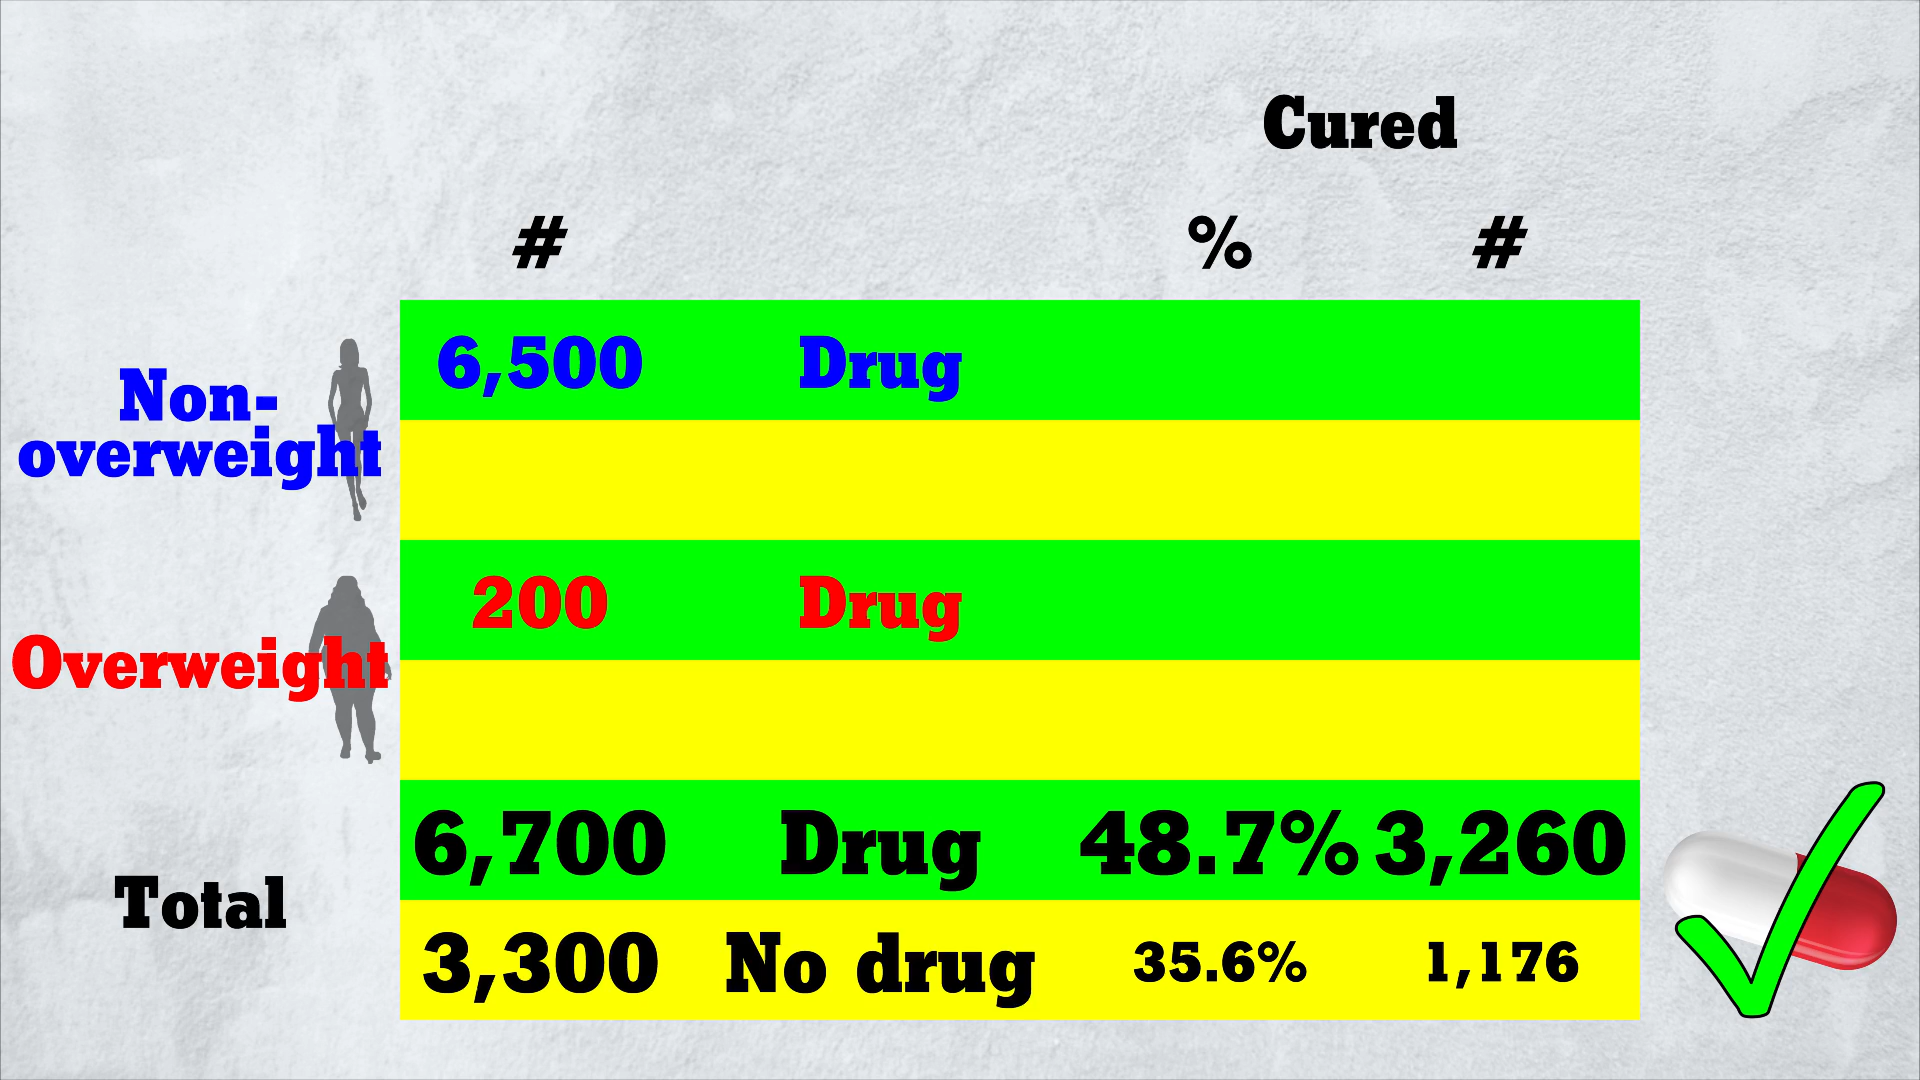 Cured
# % #
6,500 Drug
Non-
overweight
200 Drug
Overweight
6,700 Drug 48.7% 3,260
Total
3,300 No drug 35.6% 1,176